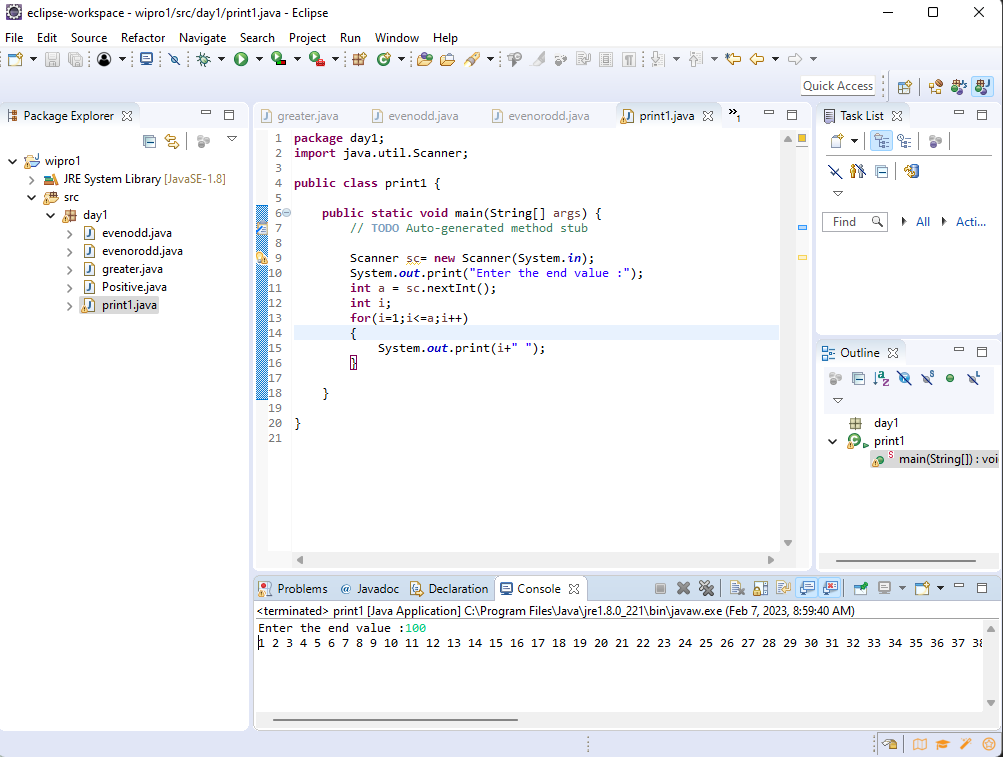 eclipse-workspace - wipro1/src/day1/print1.java - Eclipse
File Edit Source Refactor Navigate Search Project Run Window Help
Quick Access
Package Explorer
wipro1
JRE System Library [JavaSE-1.8]
src
day1
evenodd.java
evenorodd.java
greater.java
Positive.java
print1.java
greater.java evenodd.java evenorodd.java print1.java »1
1 package day1;
2 import java.util.Scanner;
3
4 public class print1 {
5
6 public static void main(String[] args) {
7 // TODO Auto-generated method stub
8
9 Scanner sc= new Scanner(System.in);
10 System.out.print("Enter the end value :");
11 int a = sc.nextInt();
12 int i;
13 for(i=1;i<=a;i++)
14 {
15 System.out.print(i+" ");
16 }
17
18 }
19
20 }
21
Task List
Find All Acti...
Outline
day1
print1
main(String[]) : voi
Problems @ Javadoc Declaration Console
<terminated> print1 [Java Application] C:\Program Files\Java\jre1.8.0_221\bin\javaw.exe (Feb 7, 2023, 8:59:40 AM)
Enter the end value :100
1 2 3 4 5 6 7 8 9 10 11 12 13 14 15 16 17 18 19 20 21 22 23 24 25 26 27 28 29 30 31 32 33 34 35 36 37 38